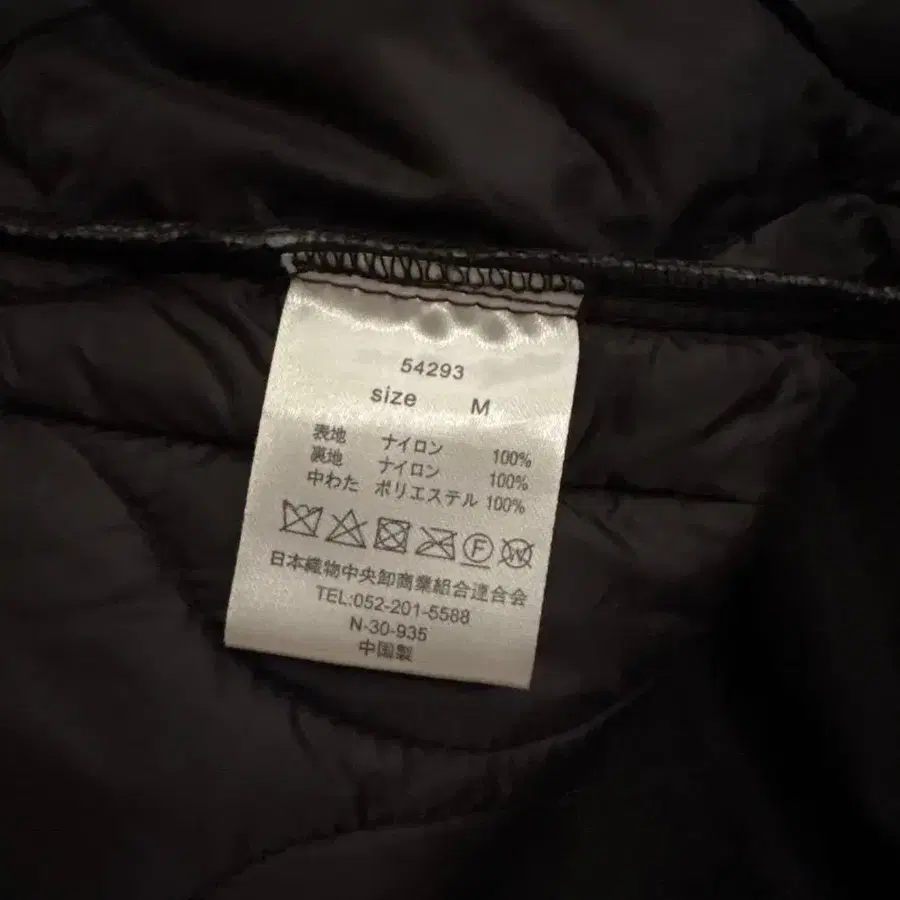 54293
size M
表地 ナイロン 100%
裏地 ナイロン 100%
中わた ポリエステル 100%
F W
日本織物中央卸商業組合連合会
TEL:052-201-5588
N-30-935
中国製